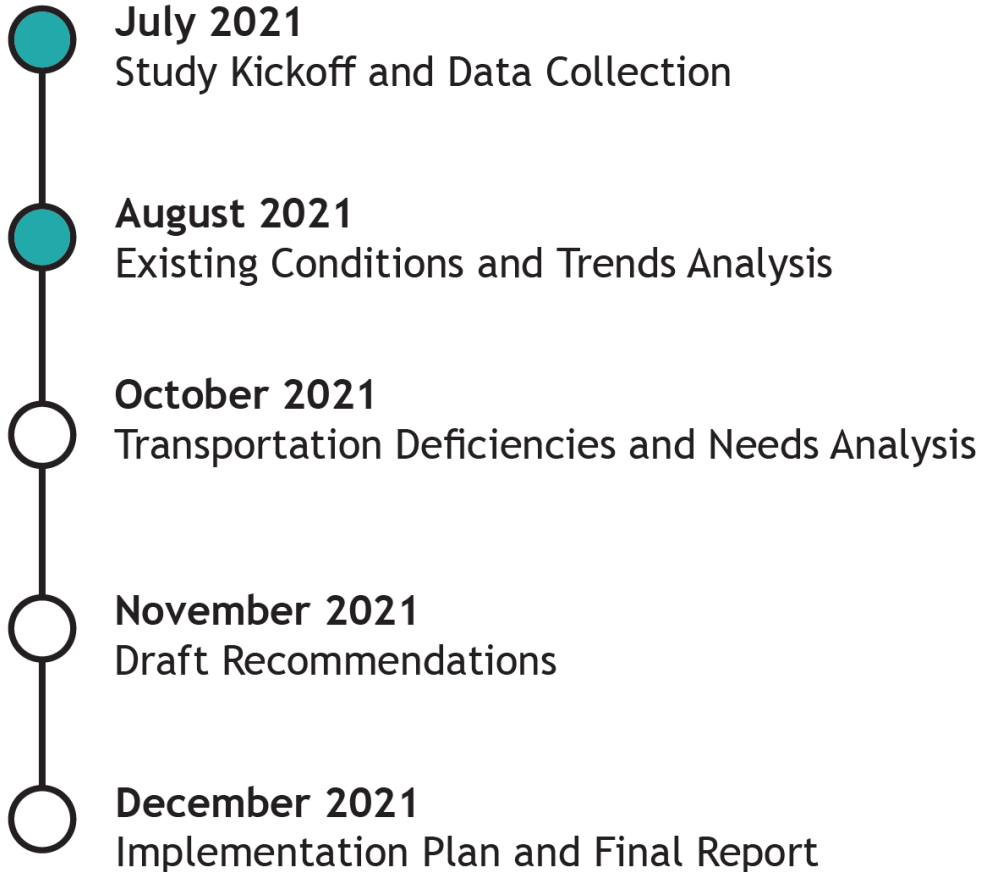 July 2021
Study Kickoff and Data Collection
August 2021
Existing Conditions and Trends Analysis
October 2021
Transportation Deficiencies and Needs Analysis
November 2021
Draft Recommendations
December 2021
Implementation Plan and Final Report